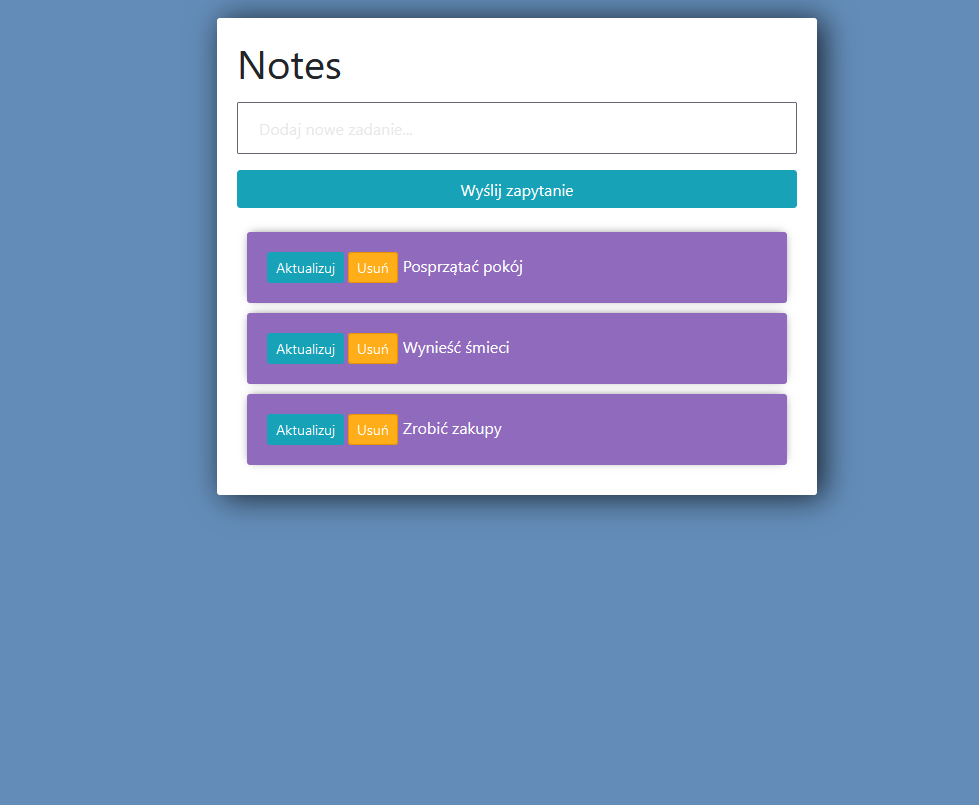 Notes
Dodaj nowe zadanie...
Wyślij zapytanie
Aktualizuj Usuń Posprzątać pokój
Aktualizuj Usuń Wynieść śmieci
Aktualizuj Usuń Zrobić zakupy